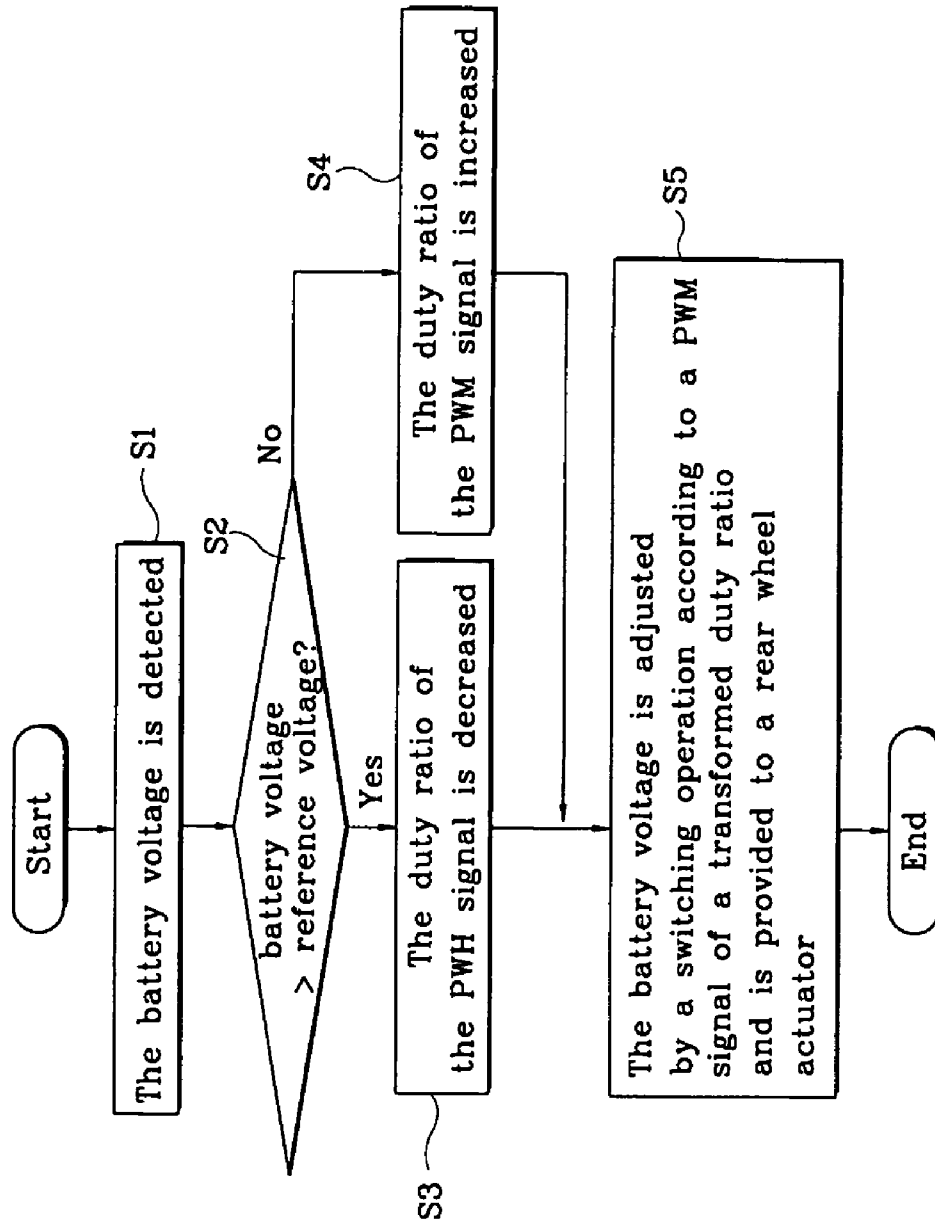 Start
The battery voltage is detected
S1
battery voltage
> reference voltage?
S2
No
Yes
The duty ratio of
the PWH signal is decreased
S3
The duty ratio of
the PWM signal is increased
S4
The battery voltage is adjusted
by a switching operation according to a PWM
signal of a transformed duty ratio
and is provided to a rear wheel
actuator
S5
End